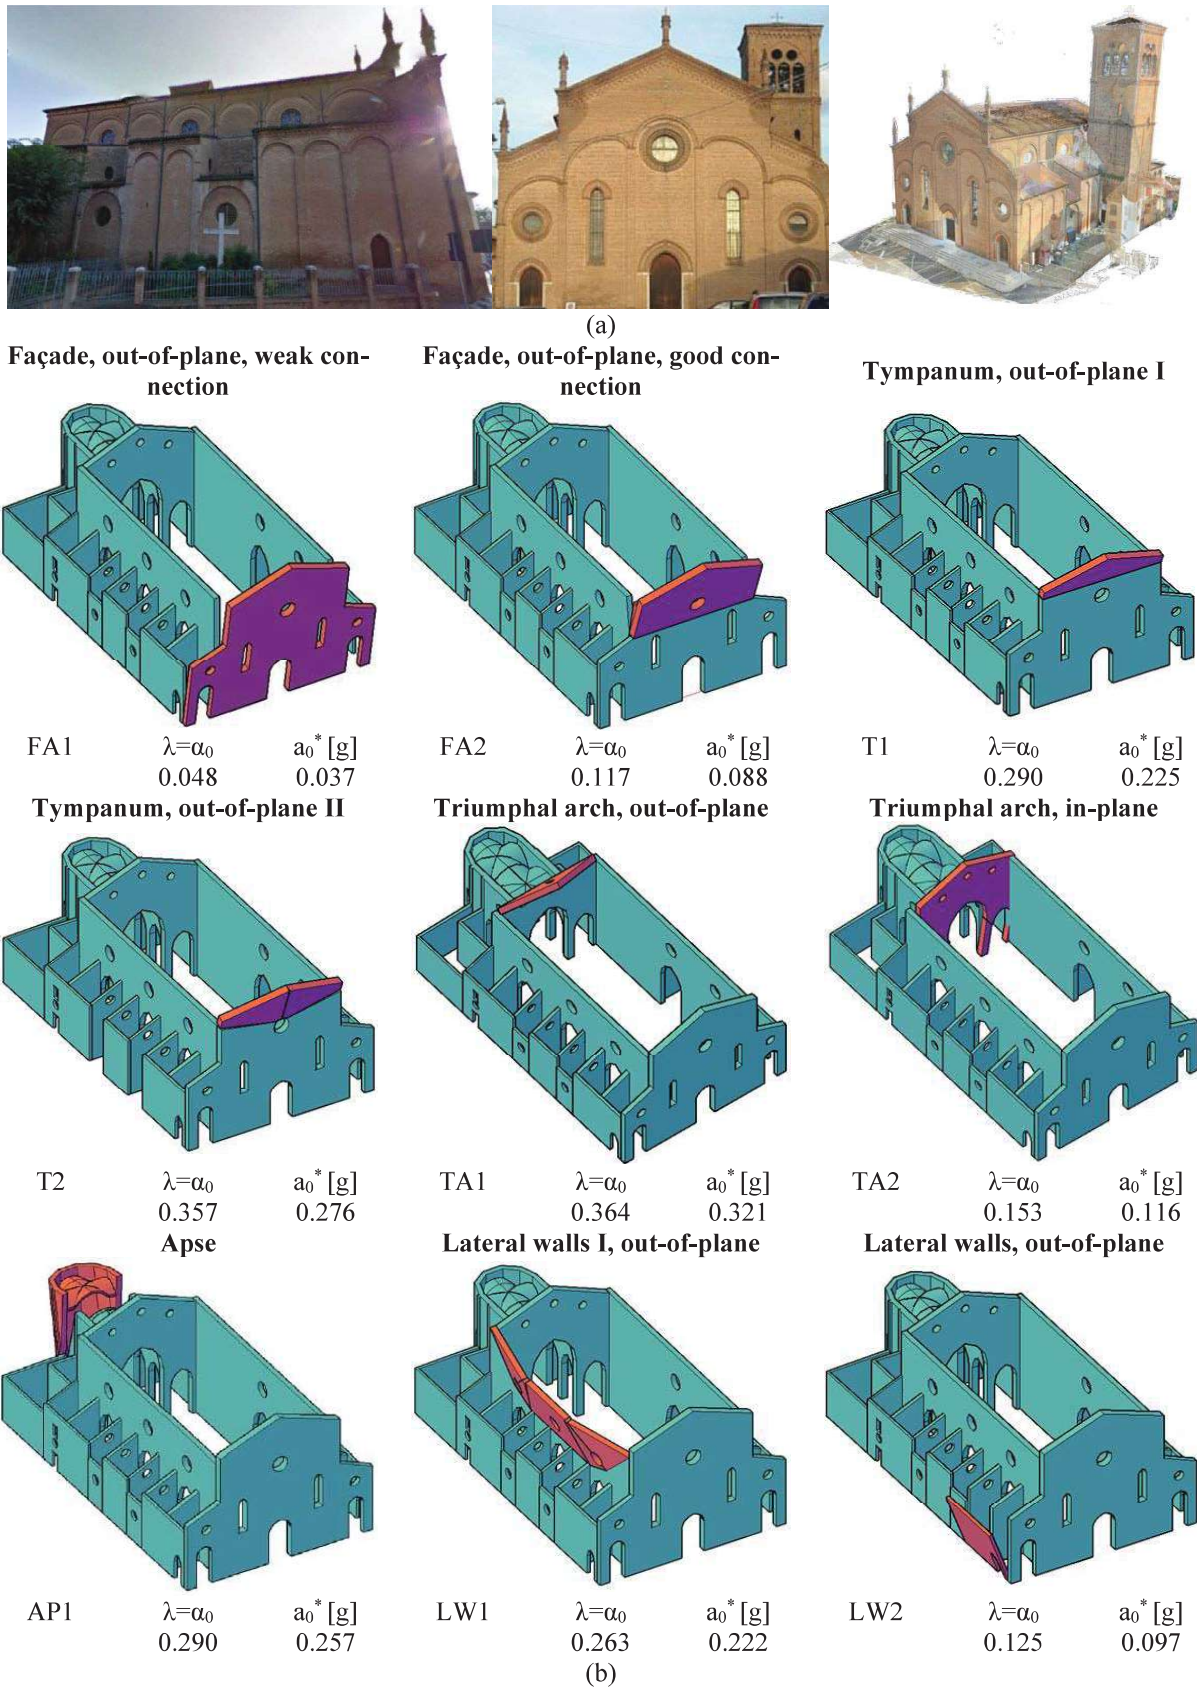 (a)
Façade, out-of-plane, weak con-
nection
Façade, out-of-plane, good con-
nection
Tympanum, out-of-plane I
FA1 λ=α₀ a₀* [g]
0.048 0.037
FA2 λ=α₀ a₀* [g]
0.117 0.088
T1 λ=α₀ a₀* [g]
0.290 0.225
Tympanum, out-of-plane II
Triumphal arch, out-of-plane
Triumphal arch, in-plane
T2 λ=α₀ a₀* [g]
0.357 0.276
TA1 λ=α₀ a₀* [g]
0.364 0.321
TA2 λ=α₀ a₀* [g]
0.153 0.116
Apse
Lateral walls I, out-of-plane
Lateral walls, out-of-plane
AP1 λ=α₀ a₀* [g]
0.290 0.257
LW1 λ=α₀ a₀* [g]
0.263 0.222
LW2 λ=α₀ a₀* [g]
0.125 0.097
(b)